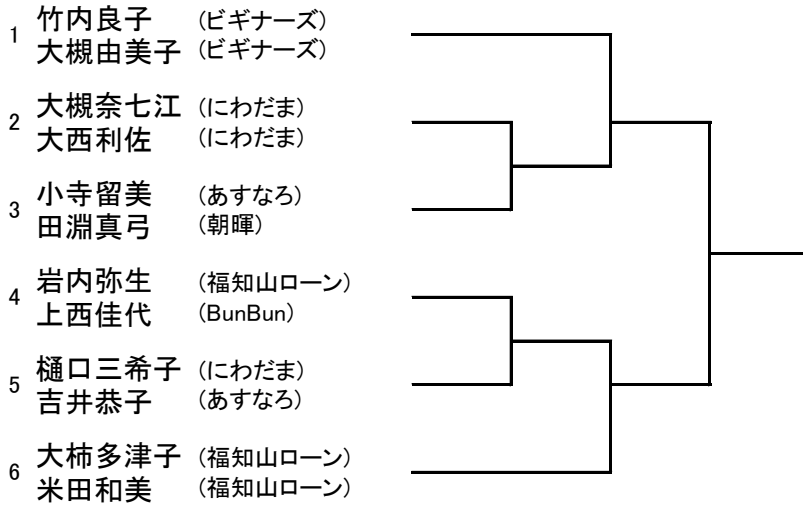 1 竹内良子 (ビギナーズ)
大槻由美子 (ビギナーズ)
2 大槻奈七江 (にわだま)
大西利佐 (にわだま)
3 小寺留美 (あすなろ)
田淵真弓 (朝暉)
4 岩内弥生 (福知山ローン)
上西佳代 (BunBun)
5 樋口三希子 (にわだま)
吉井恭子 (あすなろ)
6 大柿多津子 (福知山ローン)
米田和美 (福知山ローン)